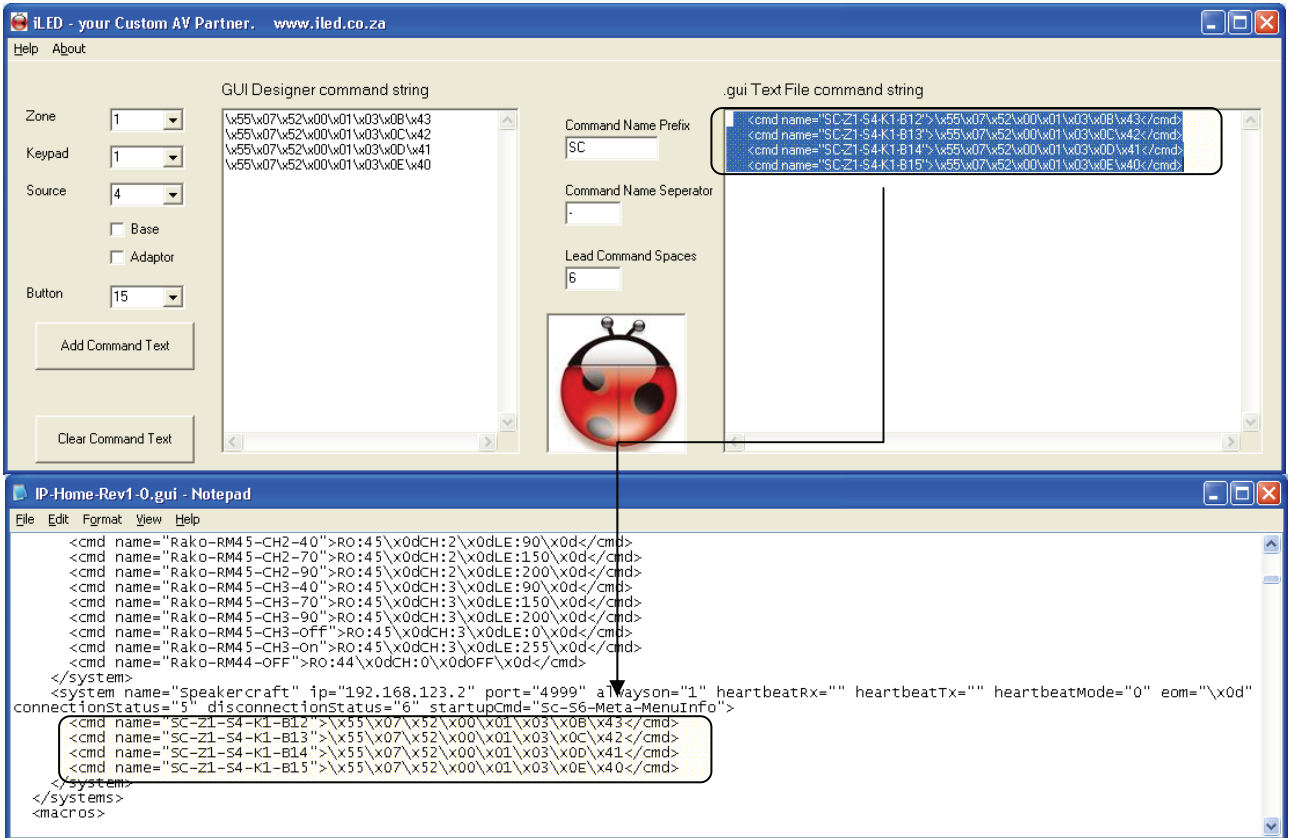 iLED - your Custom AV Partner.    www.iled.co.za
Help  About
GUI Designer command string
.gui Text File command string
Zone
1
Keypad
1
Source
4
Base
Adaptor
Button
15
Add Command Text
Clear Command Text
\x55\x07\x52\x00\x01\x03\x0B\x43
\x55\x07\x52\x00\x01\x03\x0C\x42
\x55\x07\x52\x00\x01\x03\x0D\x41
\x55\x07\x52\x00\x01\x03\x0E\x40
Command Name Prefix
SC
Command Name Seperator
-
Lead Command Spaces
6
<cmd name="SC-Z1-S4-K1-B12">\x55\x07\x52\x00\x01\x03\x0B\x43</cmd>
<cmd name="SC-Z1-S4-K1-B13">\x55\x07\x52\x00\x01\x03\x0C\x42</cmd>
<cmd name="SC-Z1-S4-K1-B14">\x55\x07\x52\x00\x01\x03\x0D\x41</cmd>
<cmd name="SC-Z1-S4-K1-B15">\x55\x07\x52\x00\x01\x03\x0E\x40</cmd>
IP-Home-Rev1-0.gui - Notepad
File  Edit  Format  View  Help
<cmd name="Rako-RM45-CH2-40">RO:45\x0dCH:2\x0dLE:90\x0d</cmd>
<cmd name="Rako-RM45-CH2-70">RO:45\x0dCH:2\x0dLE:150\x0d</cmd>
<cmd name="Rako-RM45-CH2-90">RO:45\x0dCH:2\x0dLE:200\x0d</cmd>
<cmd name="Rako-RM45-CH3-40">RO:45\x0dCH:3\x0dLE:90\x0d</cmd>
<cmd name="Rako-RM45-CH3-70">RO:45\x0dCH:3\x0dLE:150\x0d</cmd>
<cmd name="Rako-RM45-CH3-90">RO:45\x0dCH:3\x0dLE:200\x0d</cmd>
<cmd name="Rako-RM45-CH3-Off">RO:45\x0dCH:3\x0dLE:0\x0d</cmd>
<cmd name="Rako-RM45-CH3-On">RO:45\x0dCH:3\x0dLE:255\x0d</cmd>
<cmd name="Rako-RM44-OFF">RO:44\x0dCH:0\x0dOFF\x0d</cmd>
</system>
<system name="Speakercraft" ip="192.168.123.2" port="4999" alwayson="1" heartbeatRx="" heartbeatTx="" heartbeatMode="0" eom="\x0d"
connectionStatus="5" disconnectionStatus="6" startupCmd="Sc-S6-Meta-MenuInfo">
<cmd name="SC-Z1-S4-K1-B12">\x55\x07\x52\x00\x01\x03\x0B\x43</cmd>
<cmd name="SC-Z1-S4-K1-B13">\x55\x07\x52\x00\x01\x03\x0C\x42</cmd>
<cmd name="SC-Z1-S4-K1-B14">\x55\x07\x52\x00\x01\x03\x0D\x41</cmd>
<cmd name="SC-Z1-S4-K1-B15">\x55\x07\x52\x00\x01\x03\x0E\x40</cmd>
</system>
</systems>
<macros>